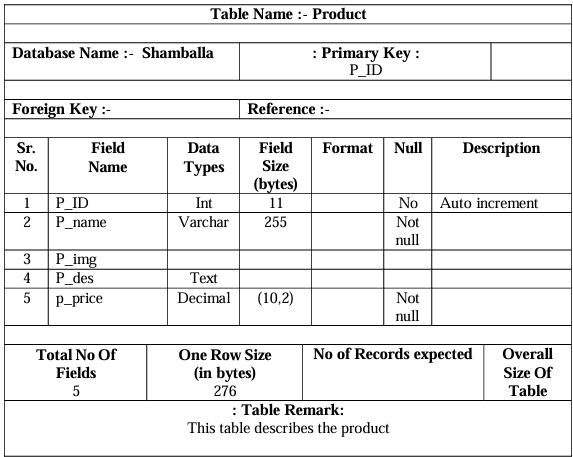 Table Name :- Product
Database Name :- Shamballa : Primary Key :
P_ID
Foreign Key :- Reference :-
Sr. No. Field Name Data Types Field Size (bytes) Format Null Description
1 P_ID Int 11 No Auto increment
2 P_name Varchar 255 Not null
3 P_img
4 P_des Text
5 p_price Decimal (10,2) Not null
Total No Of Fields 5 One Row Size (in bytes) 276 No of Records expected Overall Size Of Table
: Table Remark:
This table describes the product